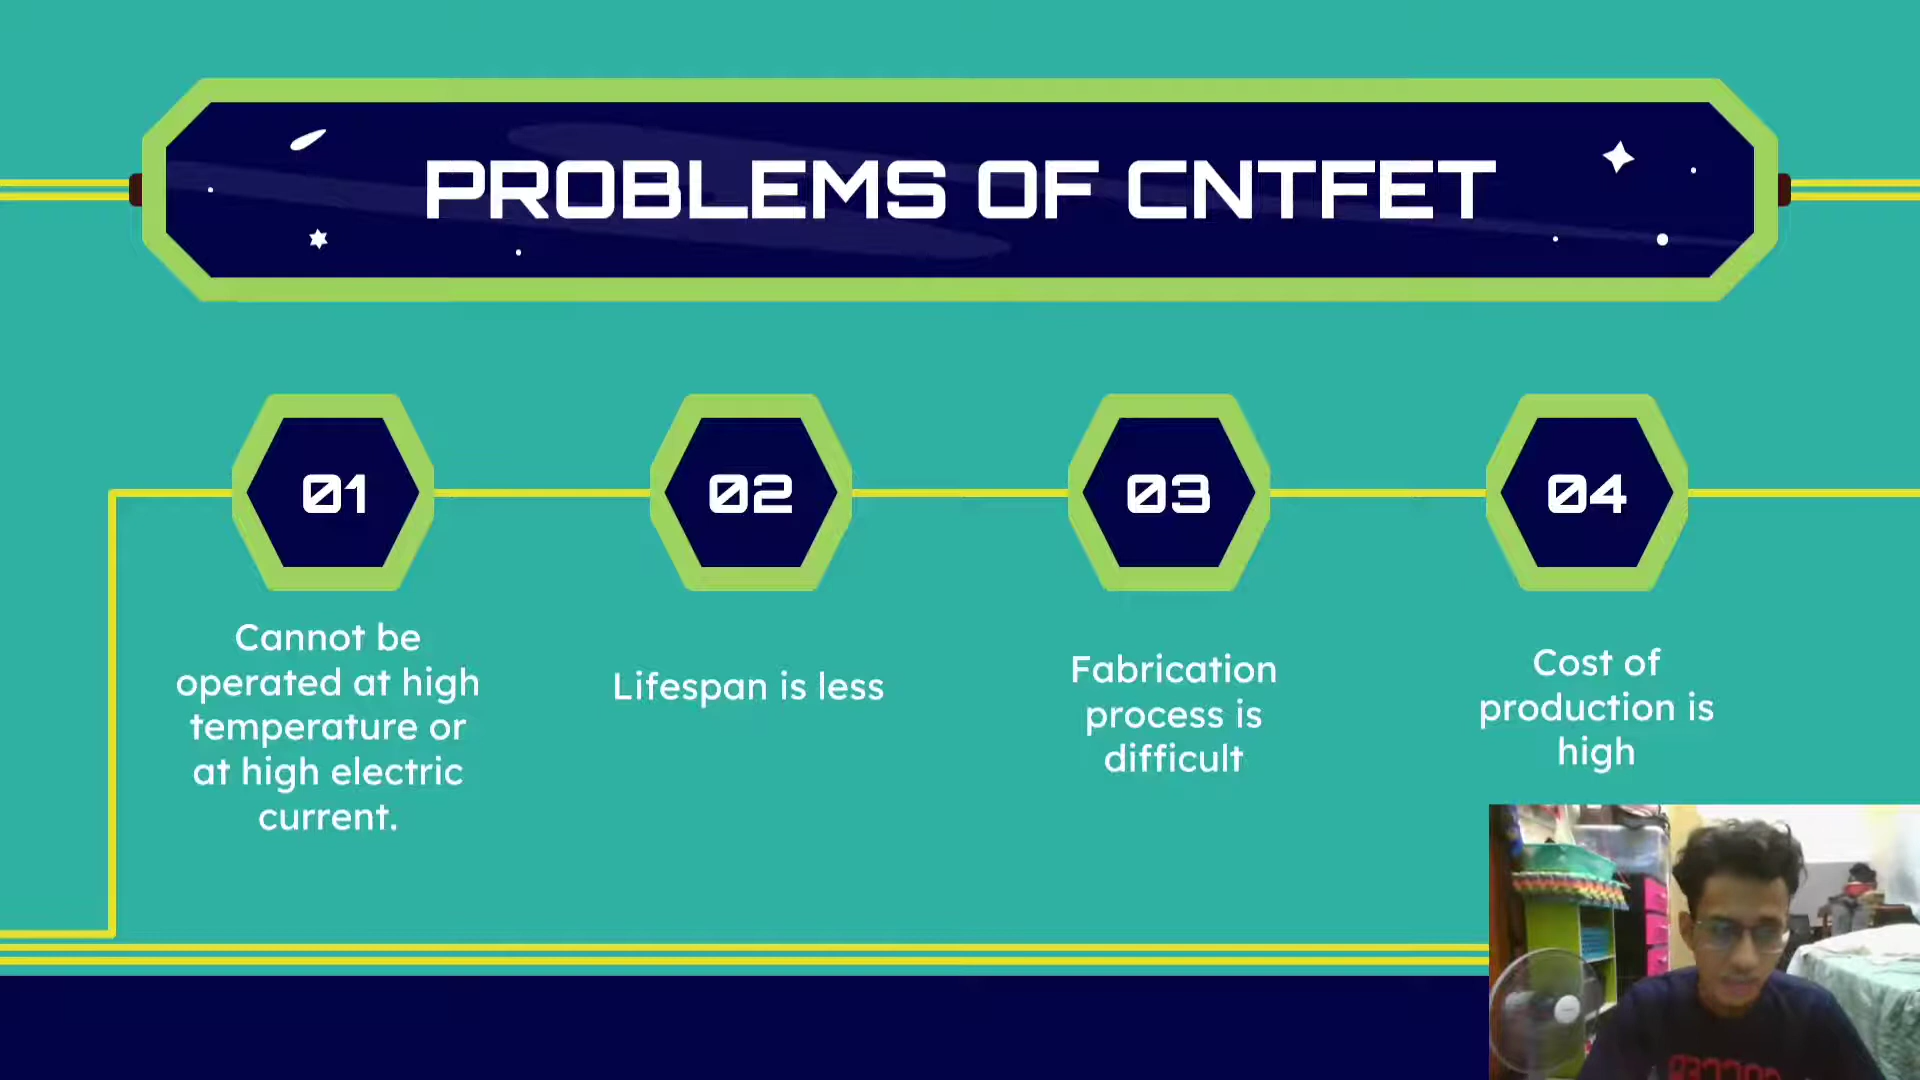 PROBLEMS OF CNTFET
01
02
03
04
Cannot be
operated at high
temperature or
at high electric
current.
Lifespan is less
Fabrication
process is
difficult
Cost of
production is
high